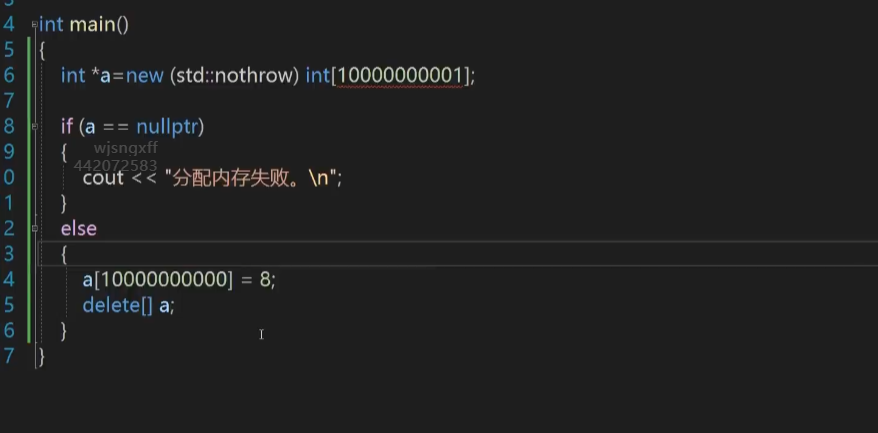 4 int main()
5 {
6 int *a=new (std::nothrow) int[10000000001];
7
8 if (a == nullptr)
wjsngxff
9 {
442072583
0 cout << "分配内存失败。\n";
1 }
2 else
3 {
4 a[10000000000] = 8;
5 delete[] a;
6 }
7 }